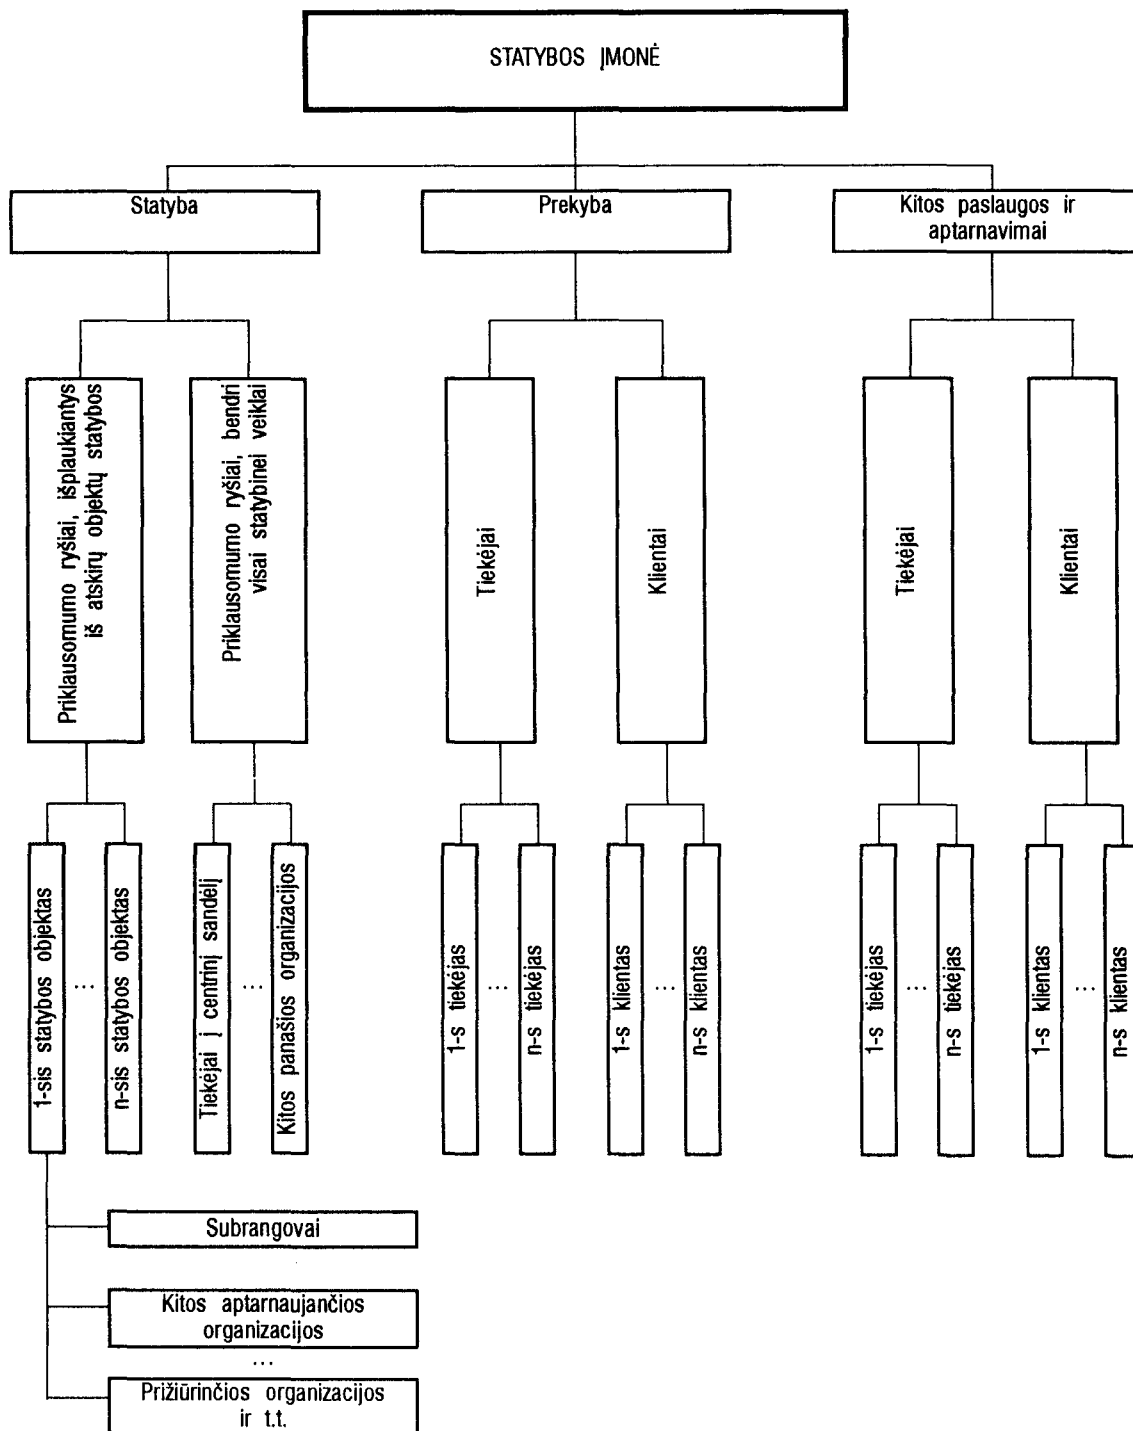 STATYBOS ĮMONĖ
Statyba
Prekyba
Kitos paslaugos ir
aptarnavimai
Priklausomumo ryšiai, išplaukiantys
iš atskirų objektų statybos
Priklausomumo ryšiai, bendri
visai statybinei veiklai
Tiekėjai
Klientai
Tiekėjai
Klientai
1-sis statybos objektas
...
n-sis statybos objektas
Tiekėjai į centrinį sandėlį
...
Kitos panašios organizacijos
1-s tiekėjas
...
n-s tiekėjas
1-s klientas
...
n-s klientas
1-s tiekėjas
...
n-s tiekėjas
1-s klientas
...
n-s klientas
Subrangovai
Kitos aptarnaujančios
organizacijos
...
Prižiūrinčios organizacijos
ir t.t.